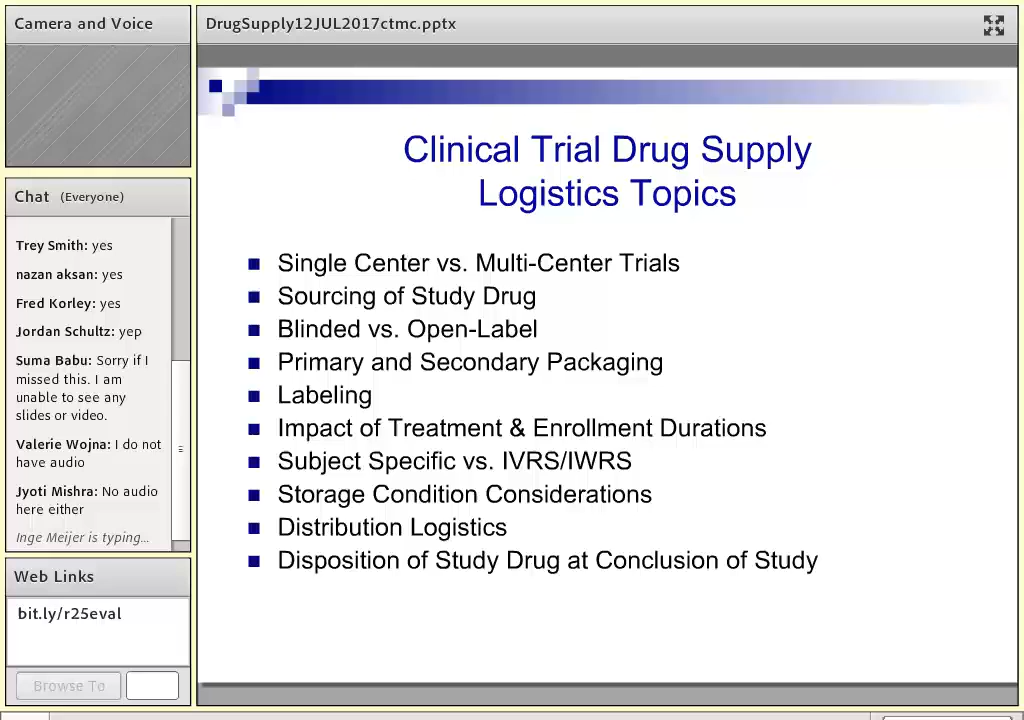 Camera and Voice
DrugSupply12JUL2017ctmc.pptx
Chat (Everyone)
Trey Smith: yes
nazan aksan: yes
Fred Korley: yes
Jordan Schultz: yep
Suma Babu: Sorry if I
missed this. I am
unable to see any
slides or video.
Valerie Wojna: I do not
have audio
Jyoti Mishra: No audio
here either
Inge Meijer is typing...
Web Links
bit.ly/r25eval
Browse To
Clinical Trial Drug Supply
Logistics Topics
Single Center vs. Multi-Center Trials
Sourcing of Study Drug
Blinded vs. Open-Label
Primary and Secondary Packaging
Labeling
Impact of Treatment & Enrollment Durations
Subject Specific vs. IVRS/IWRS
Storage Condition Considerations
Distribution Logistics
Disposition of Study Drug at Conclusion of Study